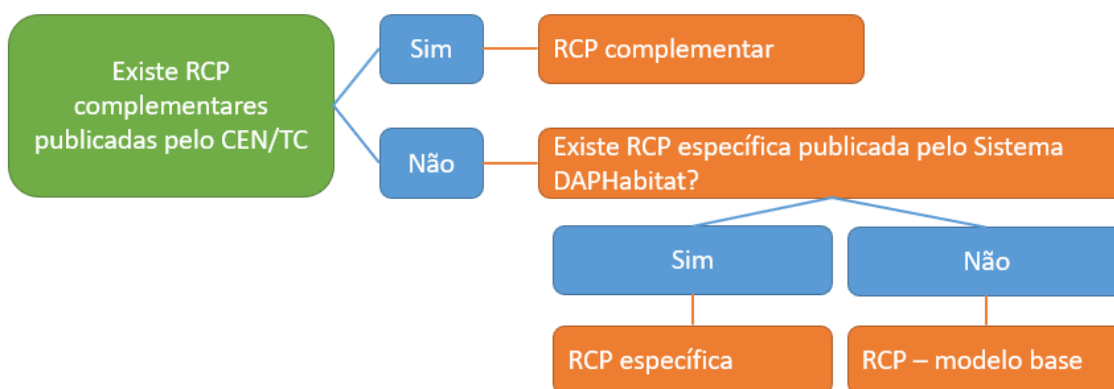 Existe RCP
complementares
publicadas pelo CEN/TC
Sim
RCP complementar
Não
Existe RCP específica publicada pelo Sistema
DAPHabitat?
Sim
Não
RCP específica
RCP – modelo base